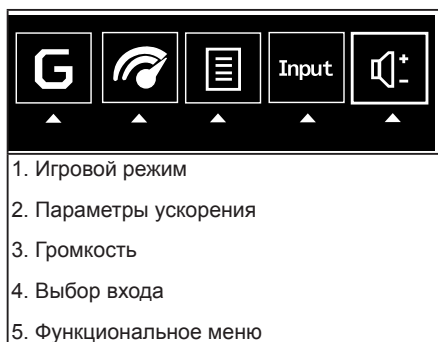 G Input + -
1. Игровой режим
2. Параметры ускорения
3. Громкость
4. Выбор входа
5. Функциональное меню